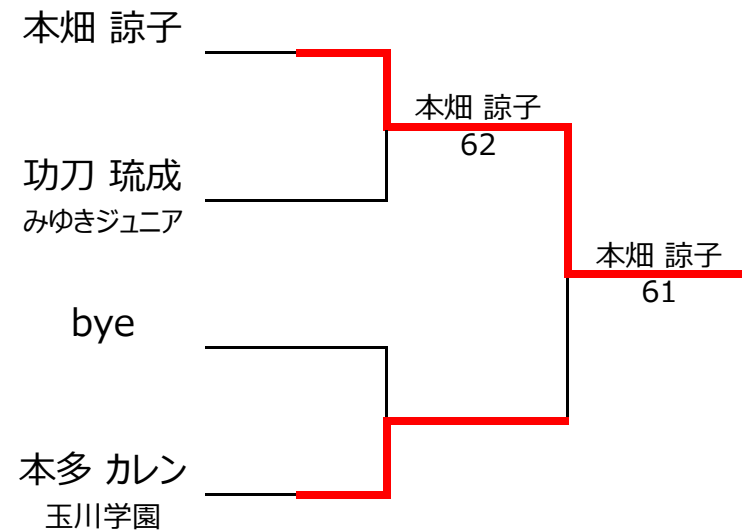 本畑 諒子
本畑 諒子
62
功刀 琉成
みゆきジュニア
本畑 諒子
61
bye
本多 カレン
玉川学園